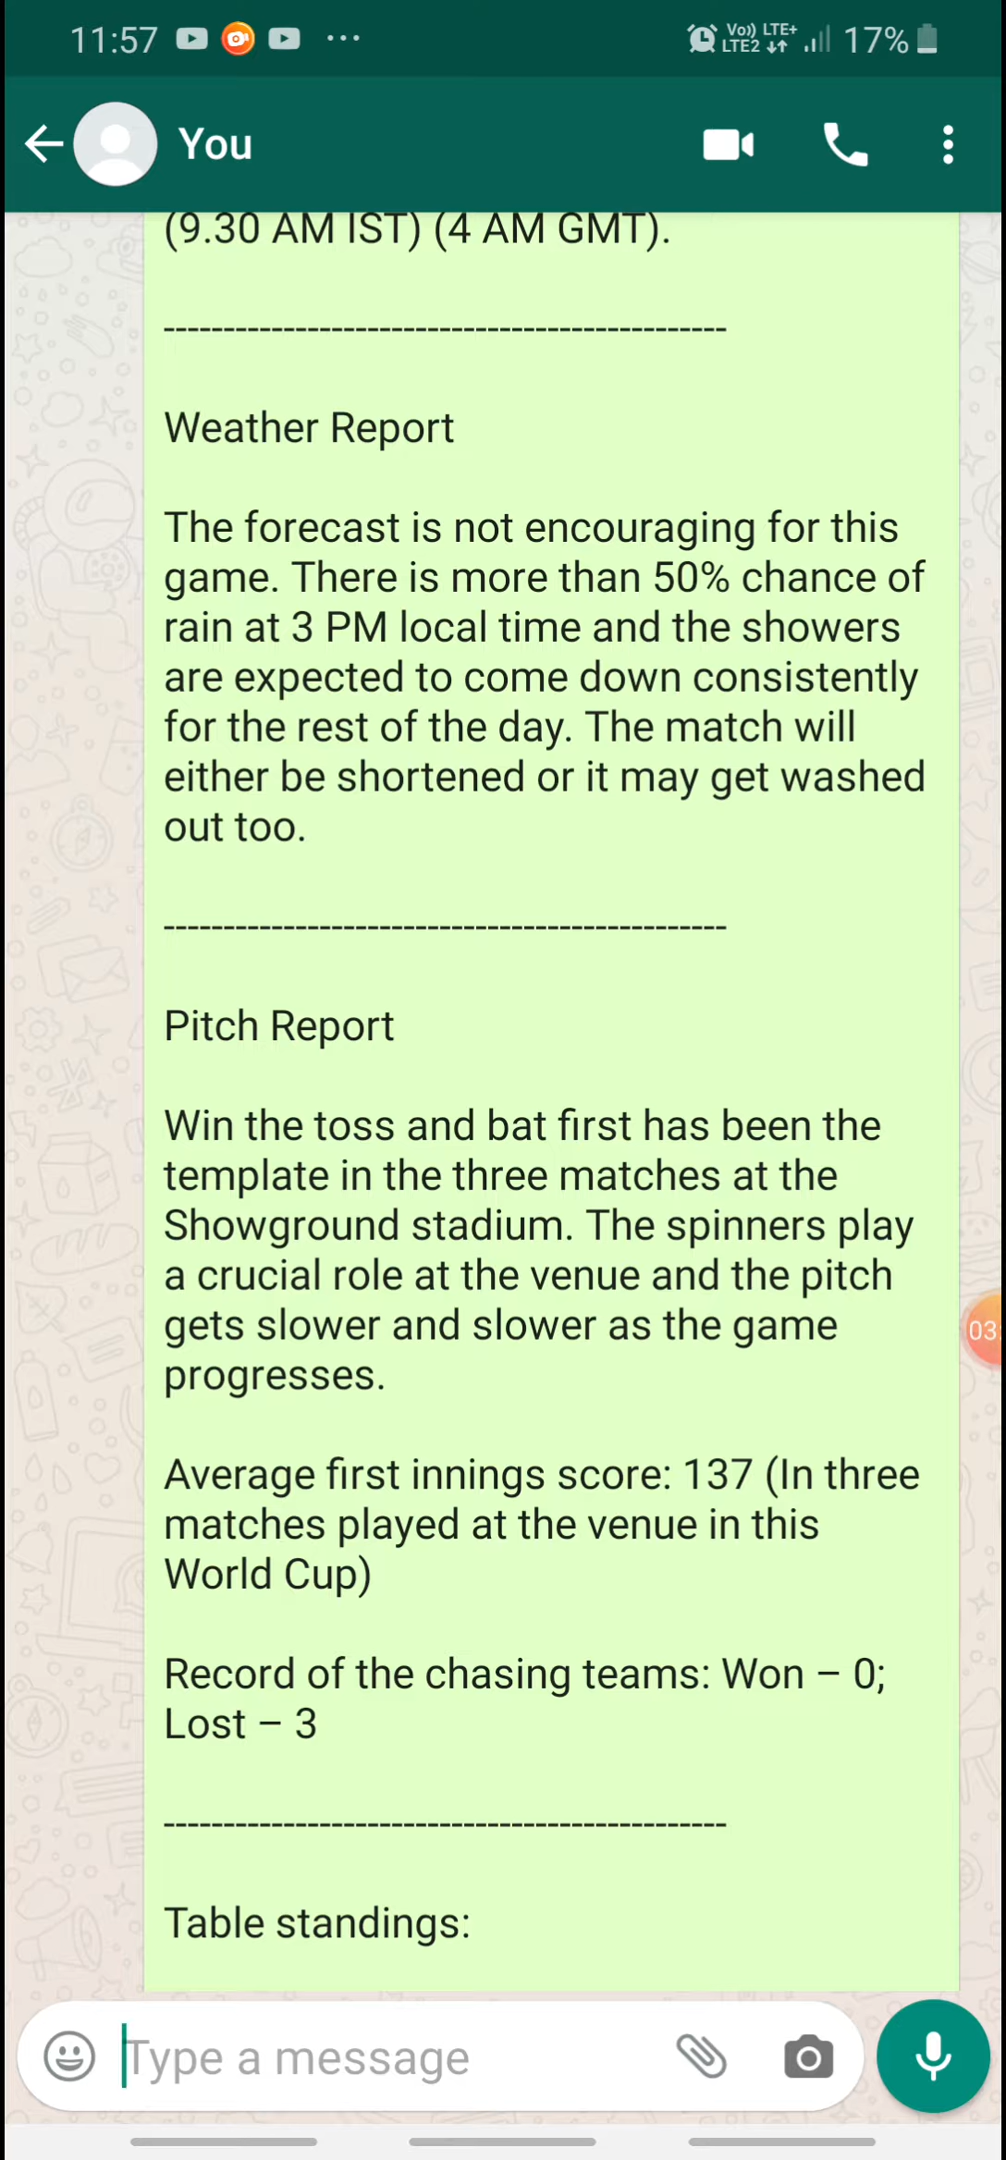 11:57 ... Vo)) LTE+ LTE2 17%
You
(9.30 AM IST) (4 AM GMT).
-----------------------------------------------
Weather Report
The forecast is not encouraging for this
game. There is more than 50% chance of
rain at 3 PM local time and the showers
are expected to come down consistently
for the rest of the day. The match will
either be shortened or it may get washed
out too.
-----------------------------------------------
Pitch Report
Win the toss and bat first has been the
template in the three matches at the
Showground stadium. The spinners play
a crucial role at the venue and the pitch
gets slower and slower as the game
progresses.
Average first innings score: 137 (In three
matches played at the venue in this
World Cup)
Record of the chasing teams: Won – 0;
Lost – 3
-----------------------------------------------
Table standings:
Type a message